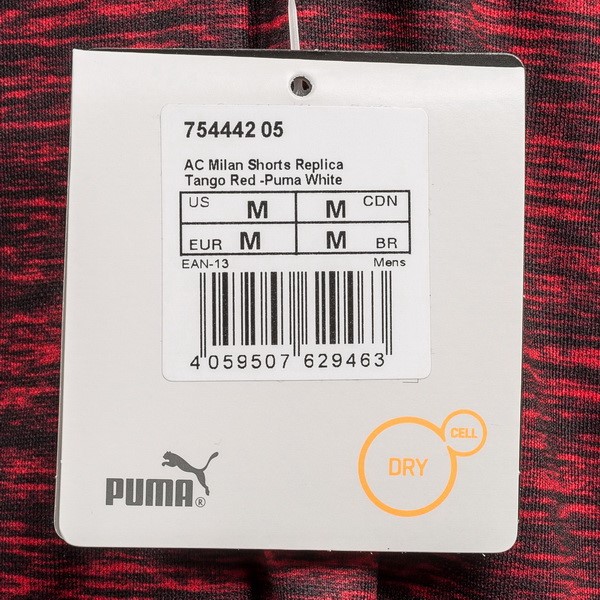 754442 05
AC Milan Shorts Replica
Tango Red -Puma White
US M M CDN
EUR M M BR
EAN-13 Mens
4 059507 629463
DRY CELL
PUMA®